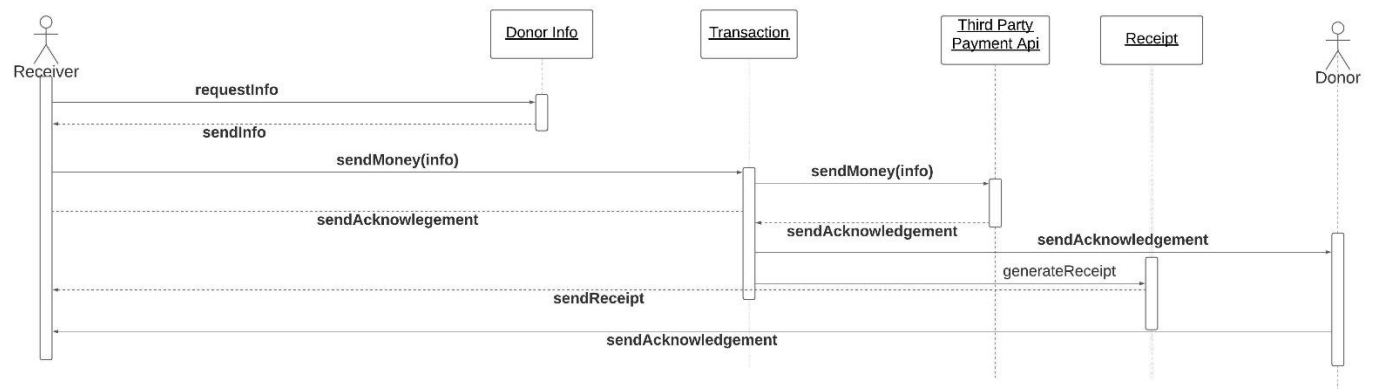 Donor Info
Transaction
Third Party
Payment Api
Receipt
Receiver
Donor
requestInfo
sendInfo
sendMoney(info)
sendMoney(info)
sendAcknowlegement
sendAcknowledgement
sendAcknowledgement
generateReceipt
sendReceipt
sendAcknowledgement